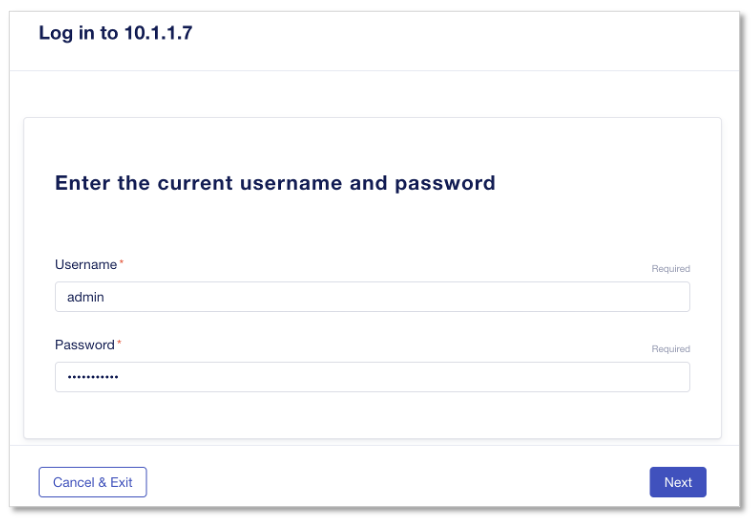 Log in to 10.1.1.7
Enter the current username and password
Username*
Required
admin
Password*
Required
•••••••••••
Cancel & Exit
Next